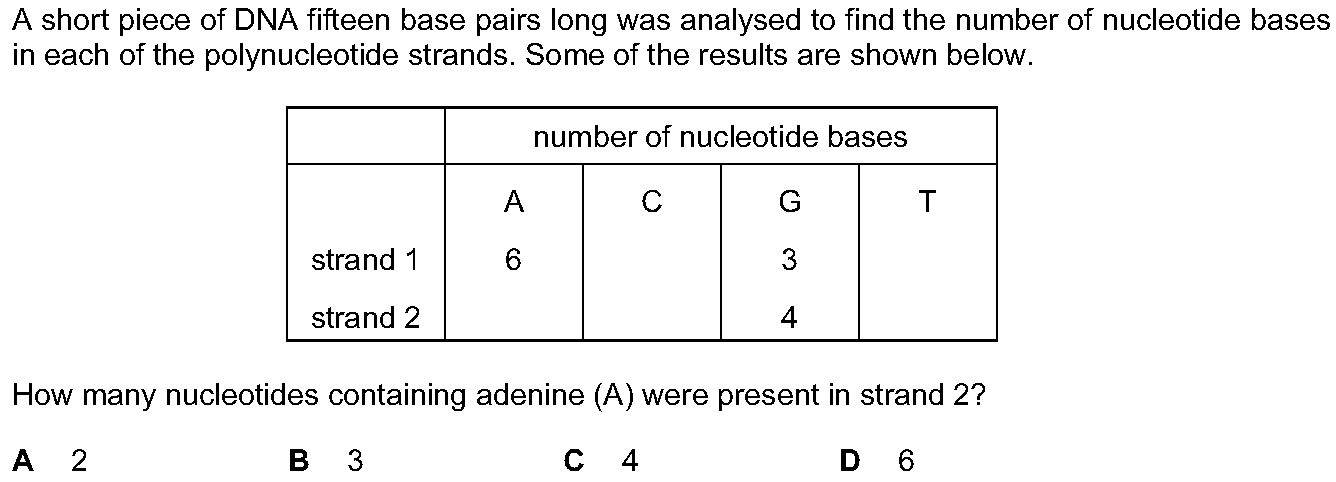 A short piece of DNA fifteen base pairs long was analysed to find the number of nucleotide bases
in each of the polynucleotide strands. Some of the results are shown below.
number of nucleotide bases
A C G T
strand 1 6 3
strand 2 4
How many nucleotides containing adenine (A) were present in strand 2?
A 2 B 3 C 4 D 6